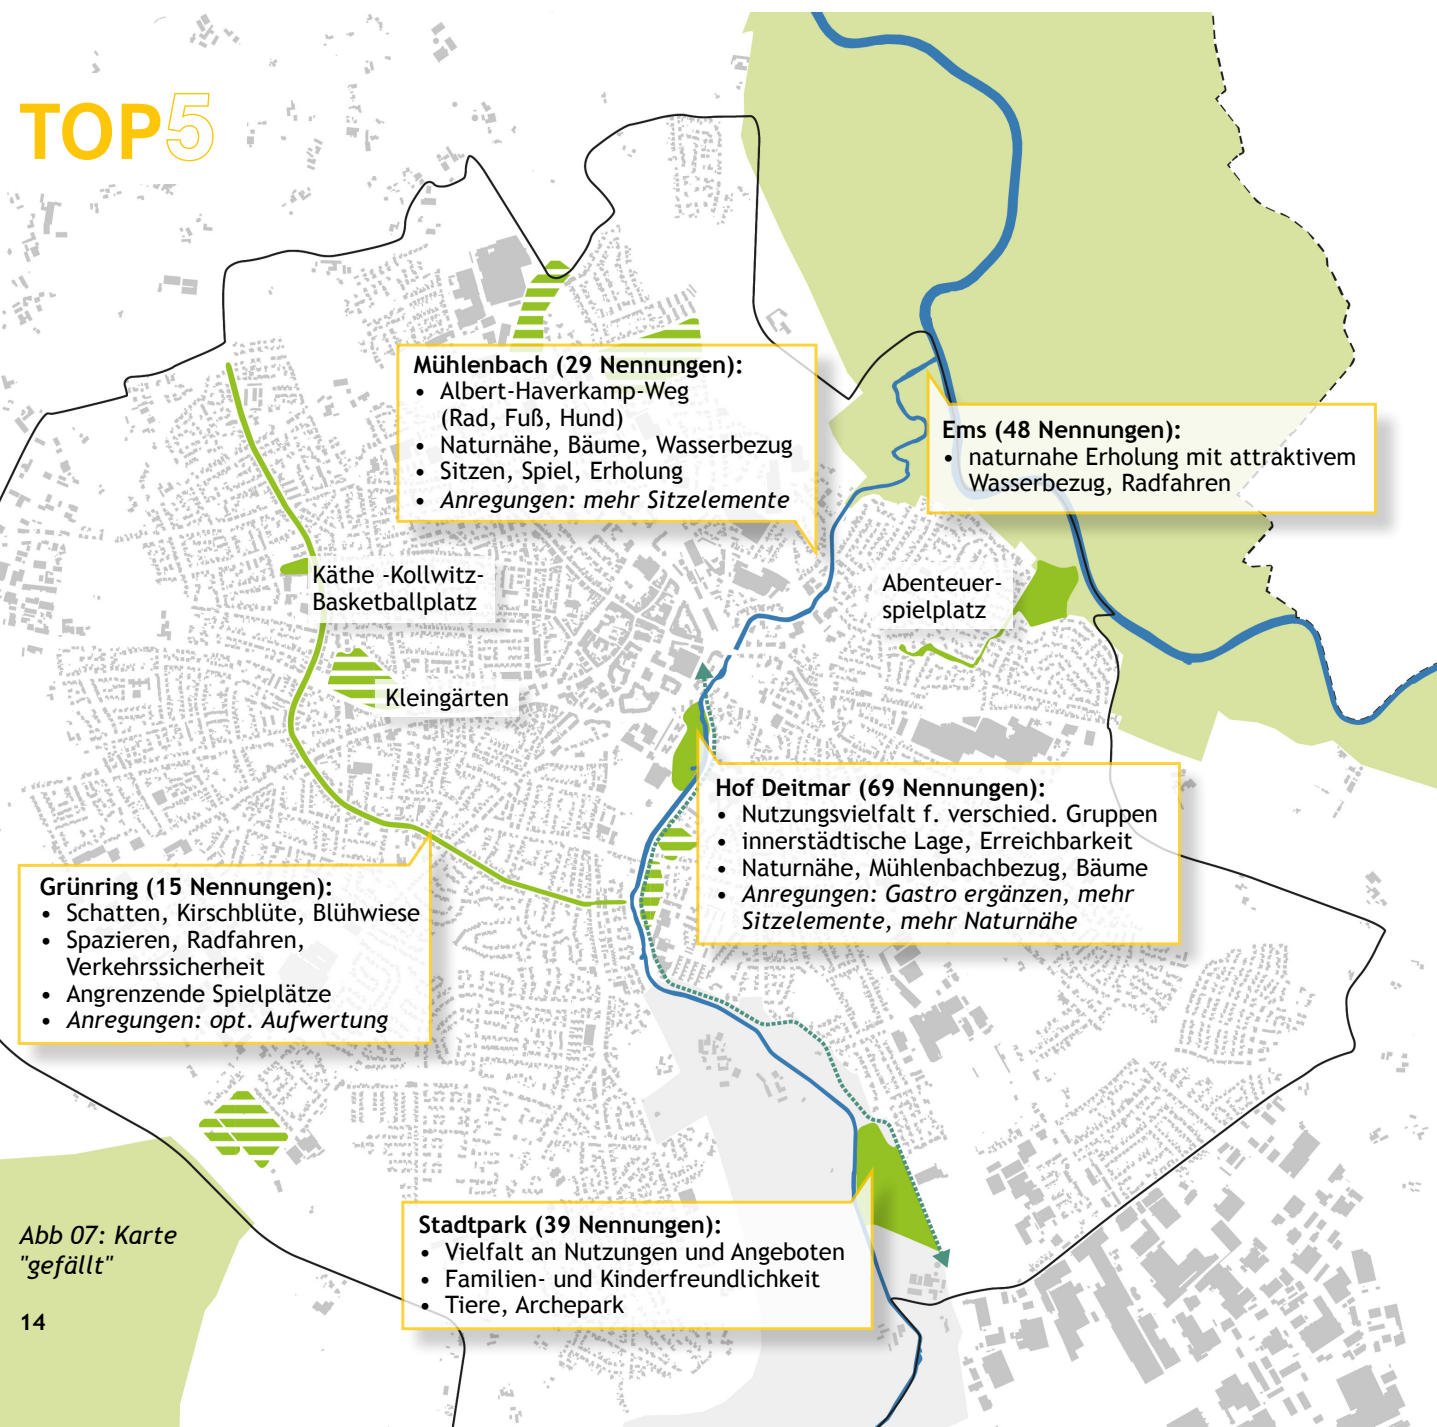 TOP5
Mühlenbach (29 Nennungen):
• Albert-Haverkamp-Weg
(Rad, Fuß, Hund)
• Naturnähe, Bäume, Wasserbezug
• Sitzen, Spiel, Erholung
• Anregungen: mehr Sitzelemente
Ems (48 Nennungen):
• naturnahe Erholung mit attraktivem
Wasserbezug, Radfahren
Käthe -Kollwitz-
Basketballplatz
Abenteuer-
spielplatz
Kleingärten
Hof Deitmar (69 Nennungen):
• Nutzungsvielfalt f. verschied. Gruppen
• innerstädtische Lage, Erreichbarkeit
• Naturnähe, Mühlenbachbezug, Bäume
• Anregungen: Gastro ergänzen, mehr
Sitzelemente, mehr Naturnähe
Grünring (15 Nennungen):
• Schatten, Kirschblüte, Blühwiese
• Spazieren, Radfahren,
Verkehrssicherheit
• Angrenzende Spielplätze
• Anregungen: opt. Aufwertung
Stadtpark (39 Nennungen):
• Vielfalt an Nutzungen und Angeboten
• Familien- und Kinderfreundlichkeit
• Tiere, Archepark
Abb 07: Karte
"gefällt"
14